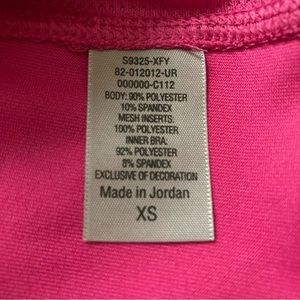 S9325-XFY
82-012012-UR
000000-C112
BODY: 90% POLYESTER
10% SPANDEX
MESH INSERTS:
100% POLYESTER
INNER BRA:
92% POLYESTER
8% SPANDEX
EXCLUSIVE OF DECORATION
Made in Jordan
XS